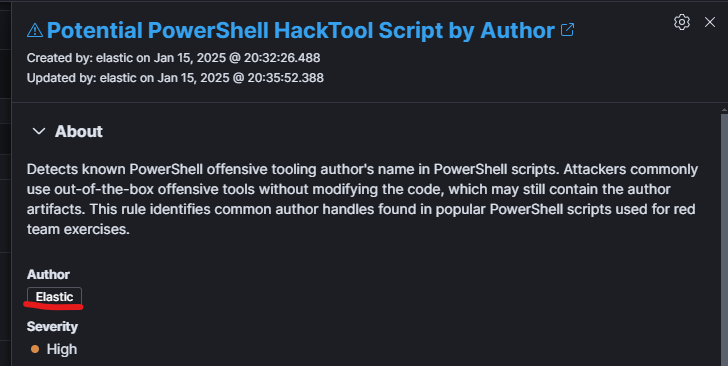 Potential PowerShell HackTool Script by Author
Created by: elastic on Jan 15, 2025 @ 20:32:26.488
Updated by: elastic on Jan 15, 2025 @ 20:35:52.388
About
Detects known PowerShell offensive tooling author's name in PowerShell scripts. Attackers commonly
use out-of-the-box offensive tools without modifying the code, which may still contain the author
artifacts. This rule identifies common author handles found in popular PowerShell scripts used for red
team exercises.
Author
Elastic
Severity
High